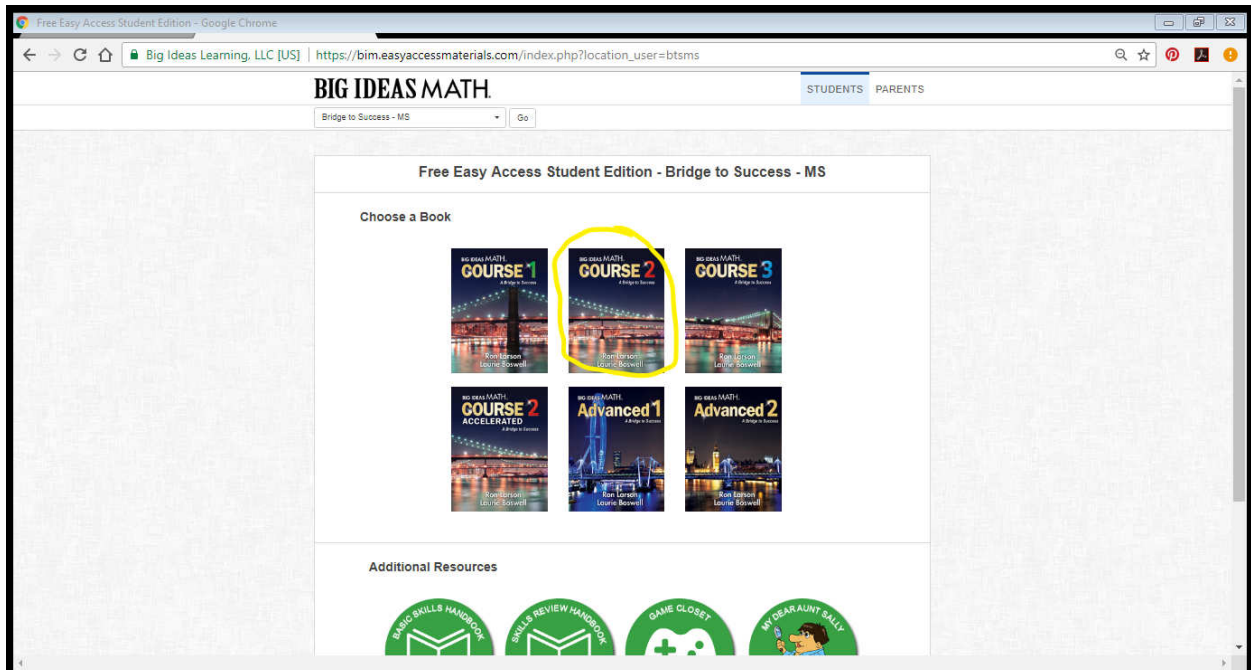 Free Easy Access Student Edition - Google Chrome
Big Ideas Learning, LLC [US] | https://bim.easyaccessmaterials.com/index.php?location_user=btsms
BIG IDEAS MATH.
STUDENTS PARENTS
Bridge to Success - MS Go
Free Easy Access Student Edition - Bridge to Success - MS
Choose a Book
BIG IDEAS MATH.
COURSE 1
A Bridge to Success
Ron Larson
Laurie Boswell
BIG IDEAS MATH.
COURSE 2
A Bridge to Success
Ron Larson
Laurie Boswell
BIG IDEAS MATH.
COURSE 3
A Bridge to Success
Ron Larson
Laurie Boswell
BIG IDEAS MATH.
COURSE 2
ACCELERATED
A Bridge to Success
Ron Larson
Laurie Boswell
BIG IDEAS MATH.
Advanced 1
A Bridge to Success
Ron Larson
Laurie Boswell
BIG IDEAS MATH.
Advanced 2
A Bridge to Success
Ron Larson
Laurie Boswell
Additional Resources
BASIC SKILLS HANDBOOK
SKILLS REVIEW HANDBOOK
GAME CLOSET
MY DEAR AUNT SALLY